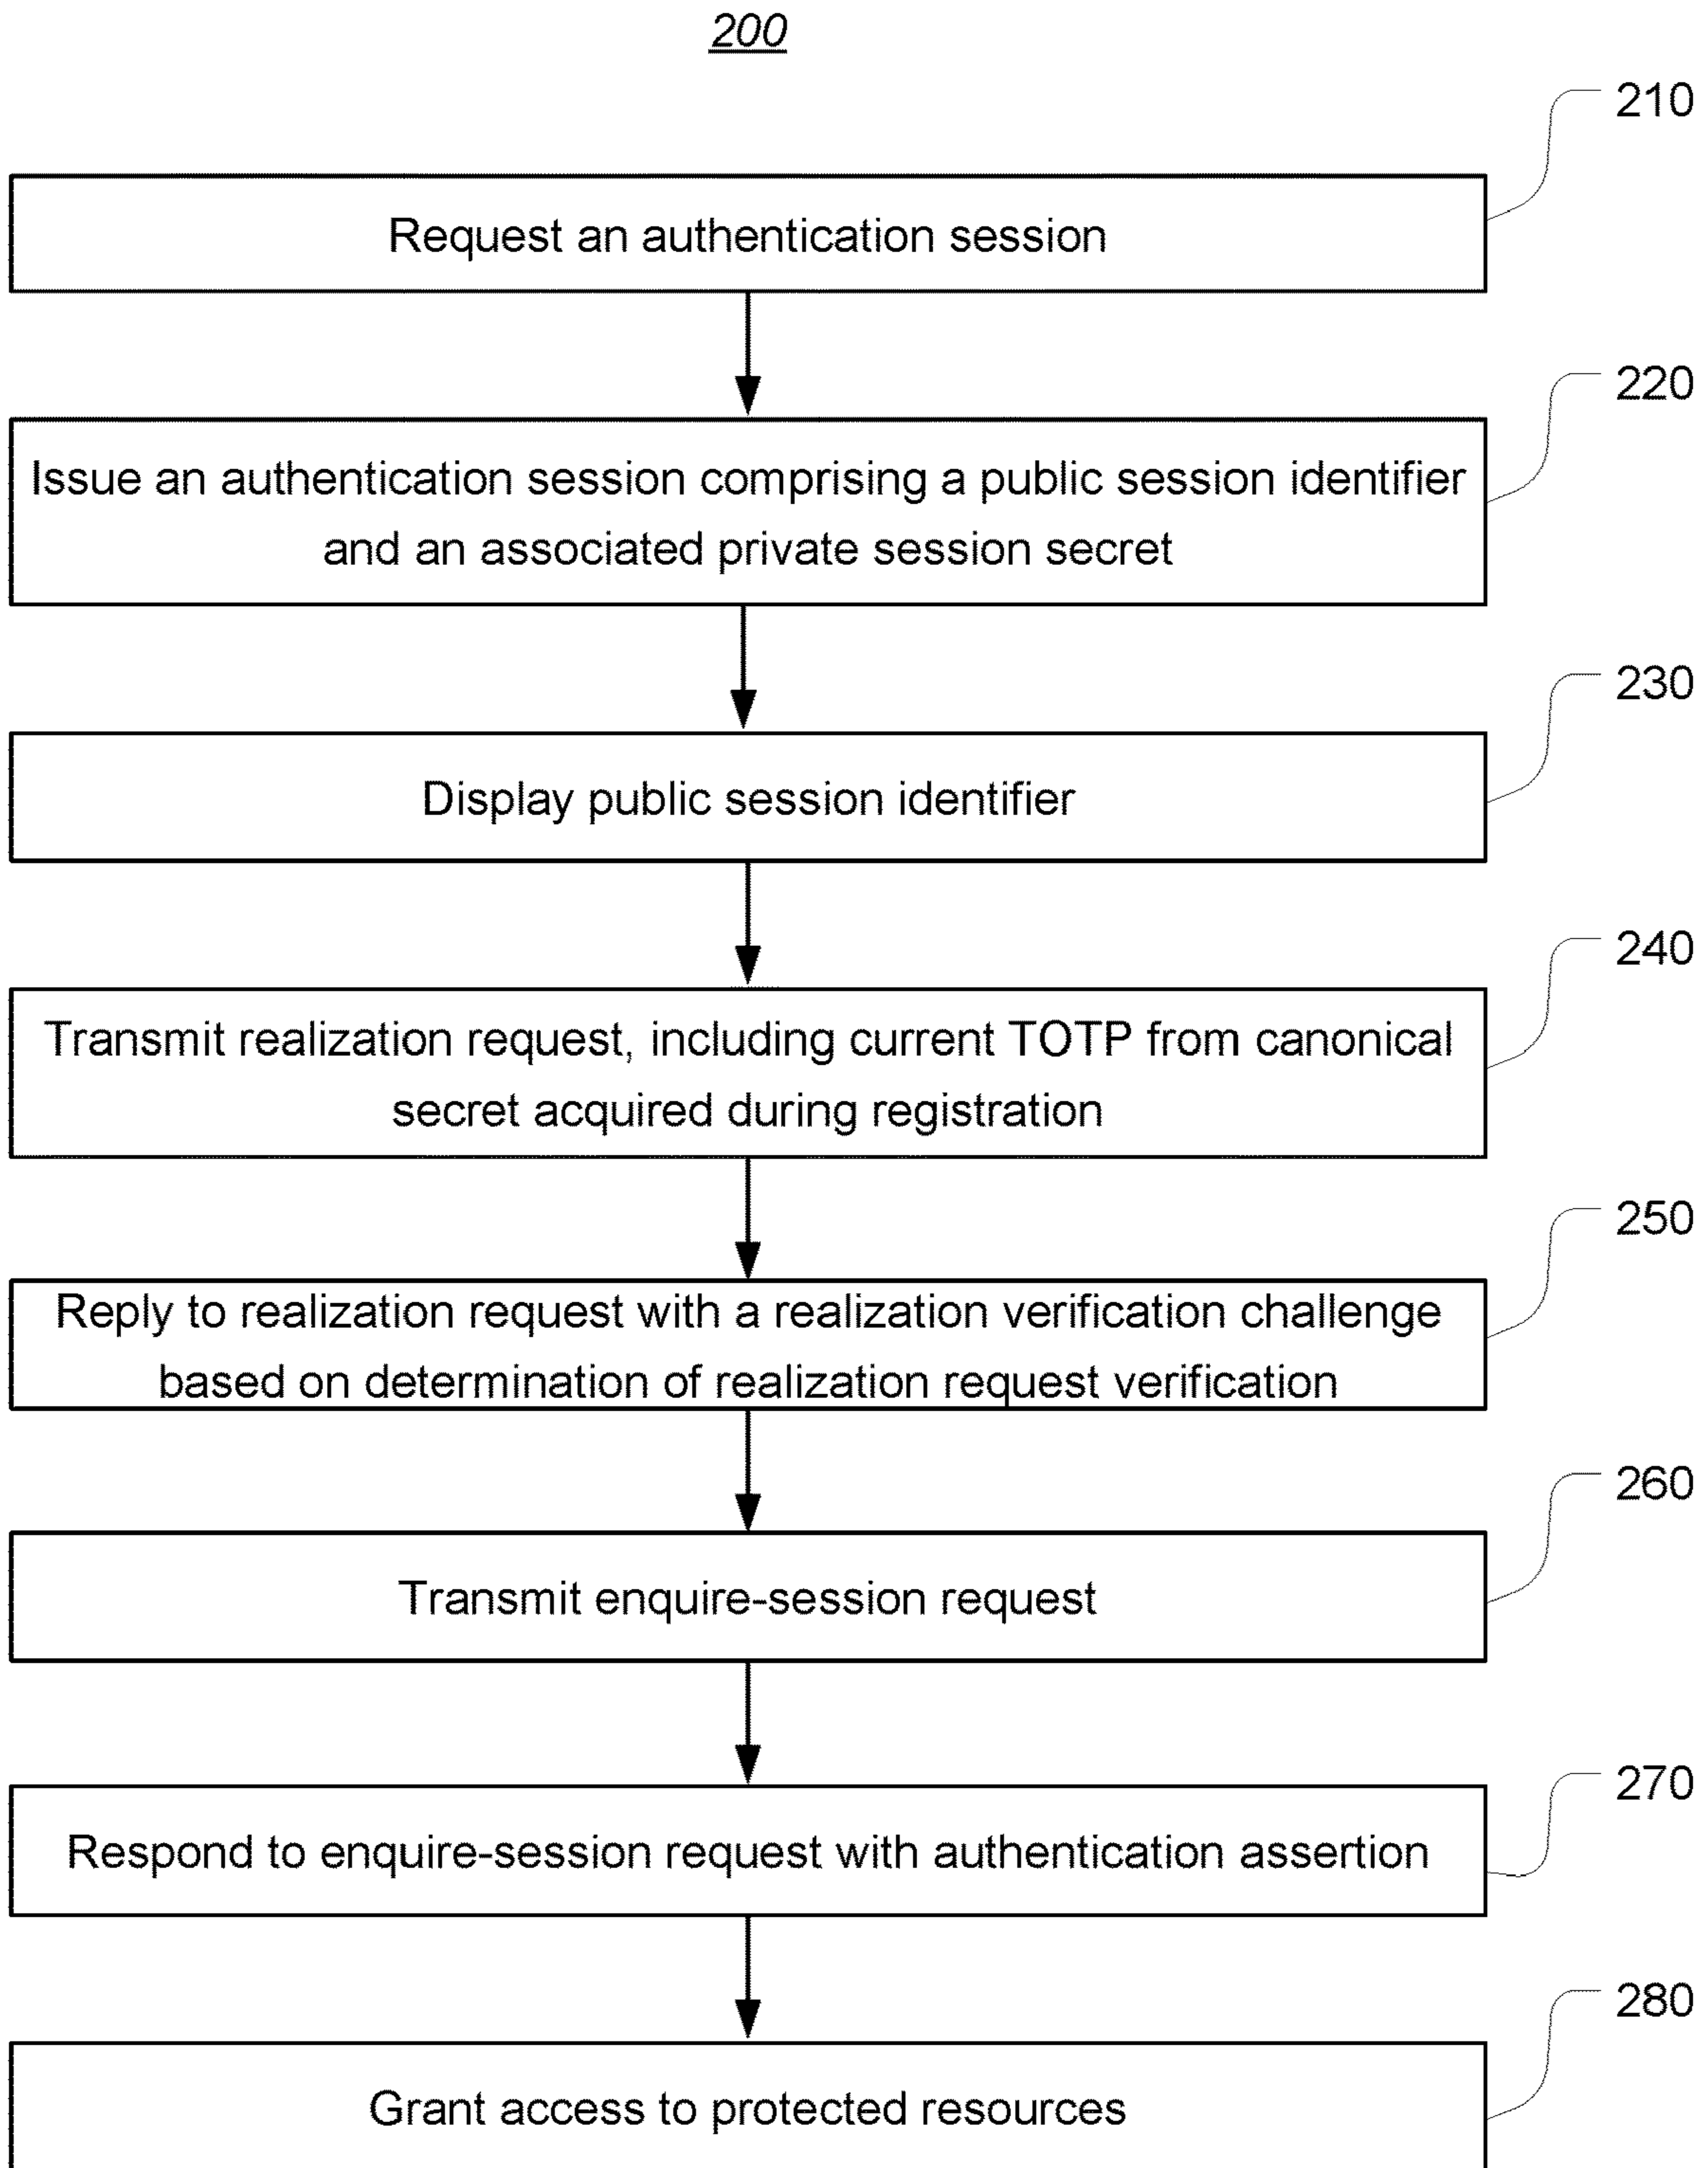 200
210
Request an authentication session
220
Issue an authentication session comprising a public session identifier
and an associated private session secret
230
Display public session identifier
240
Transmit realization request, including current TOTP from canonical
secret acquired during registration
250
Reply to realization request with a realization verification challenge
based on determination of realization request verification
260
Transmit enquire-session request
270
Respond to enquire-session request with authentication assertion
280
Grant access to protected resources